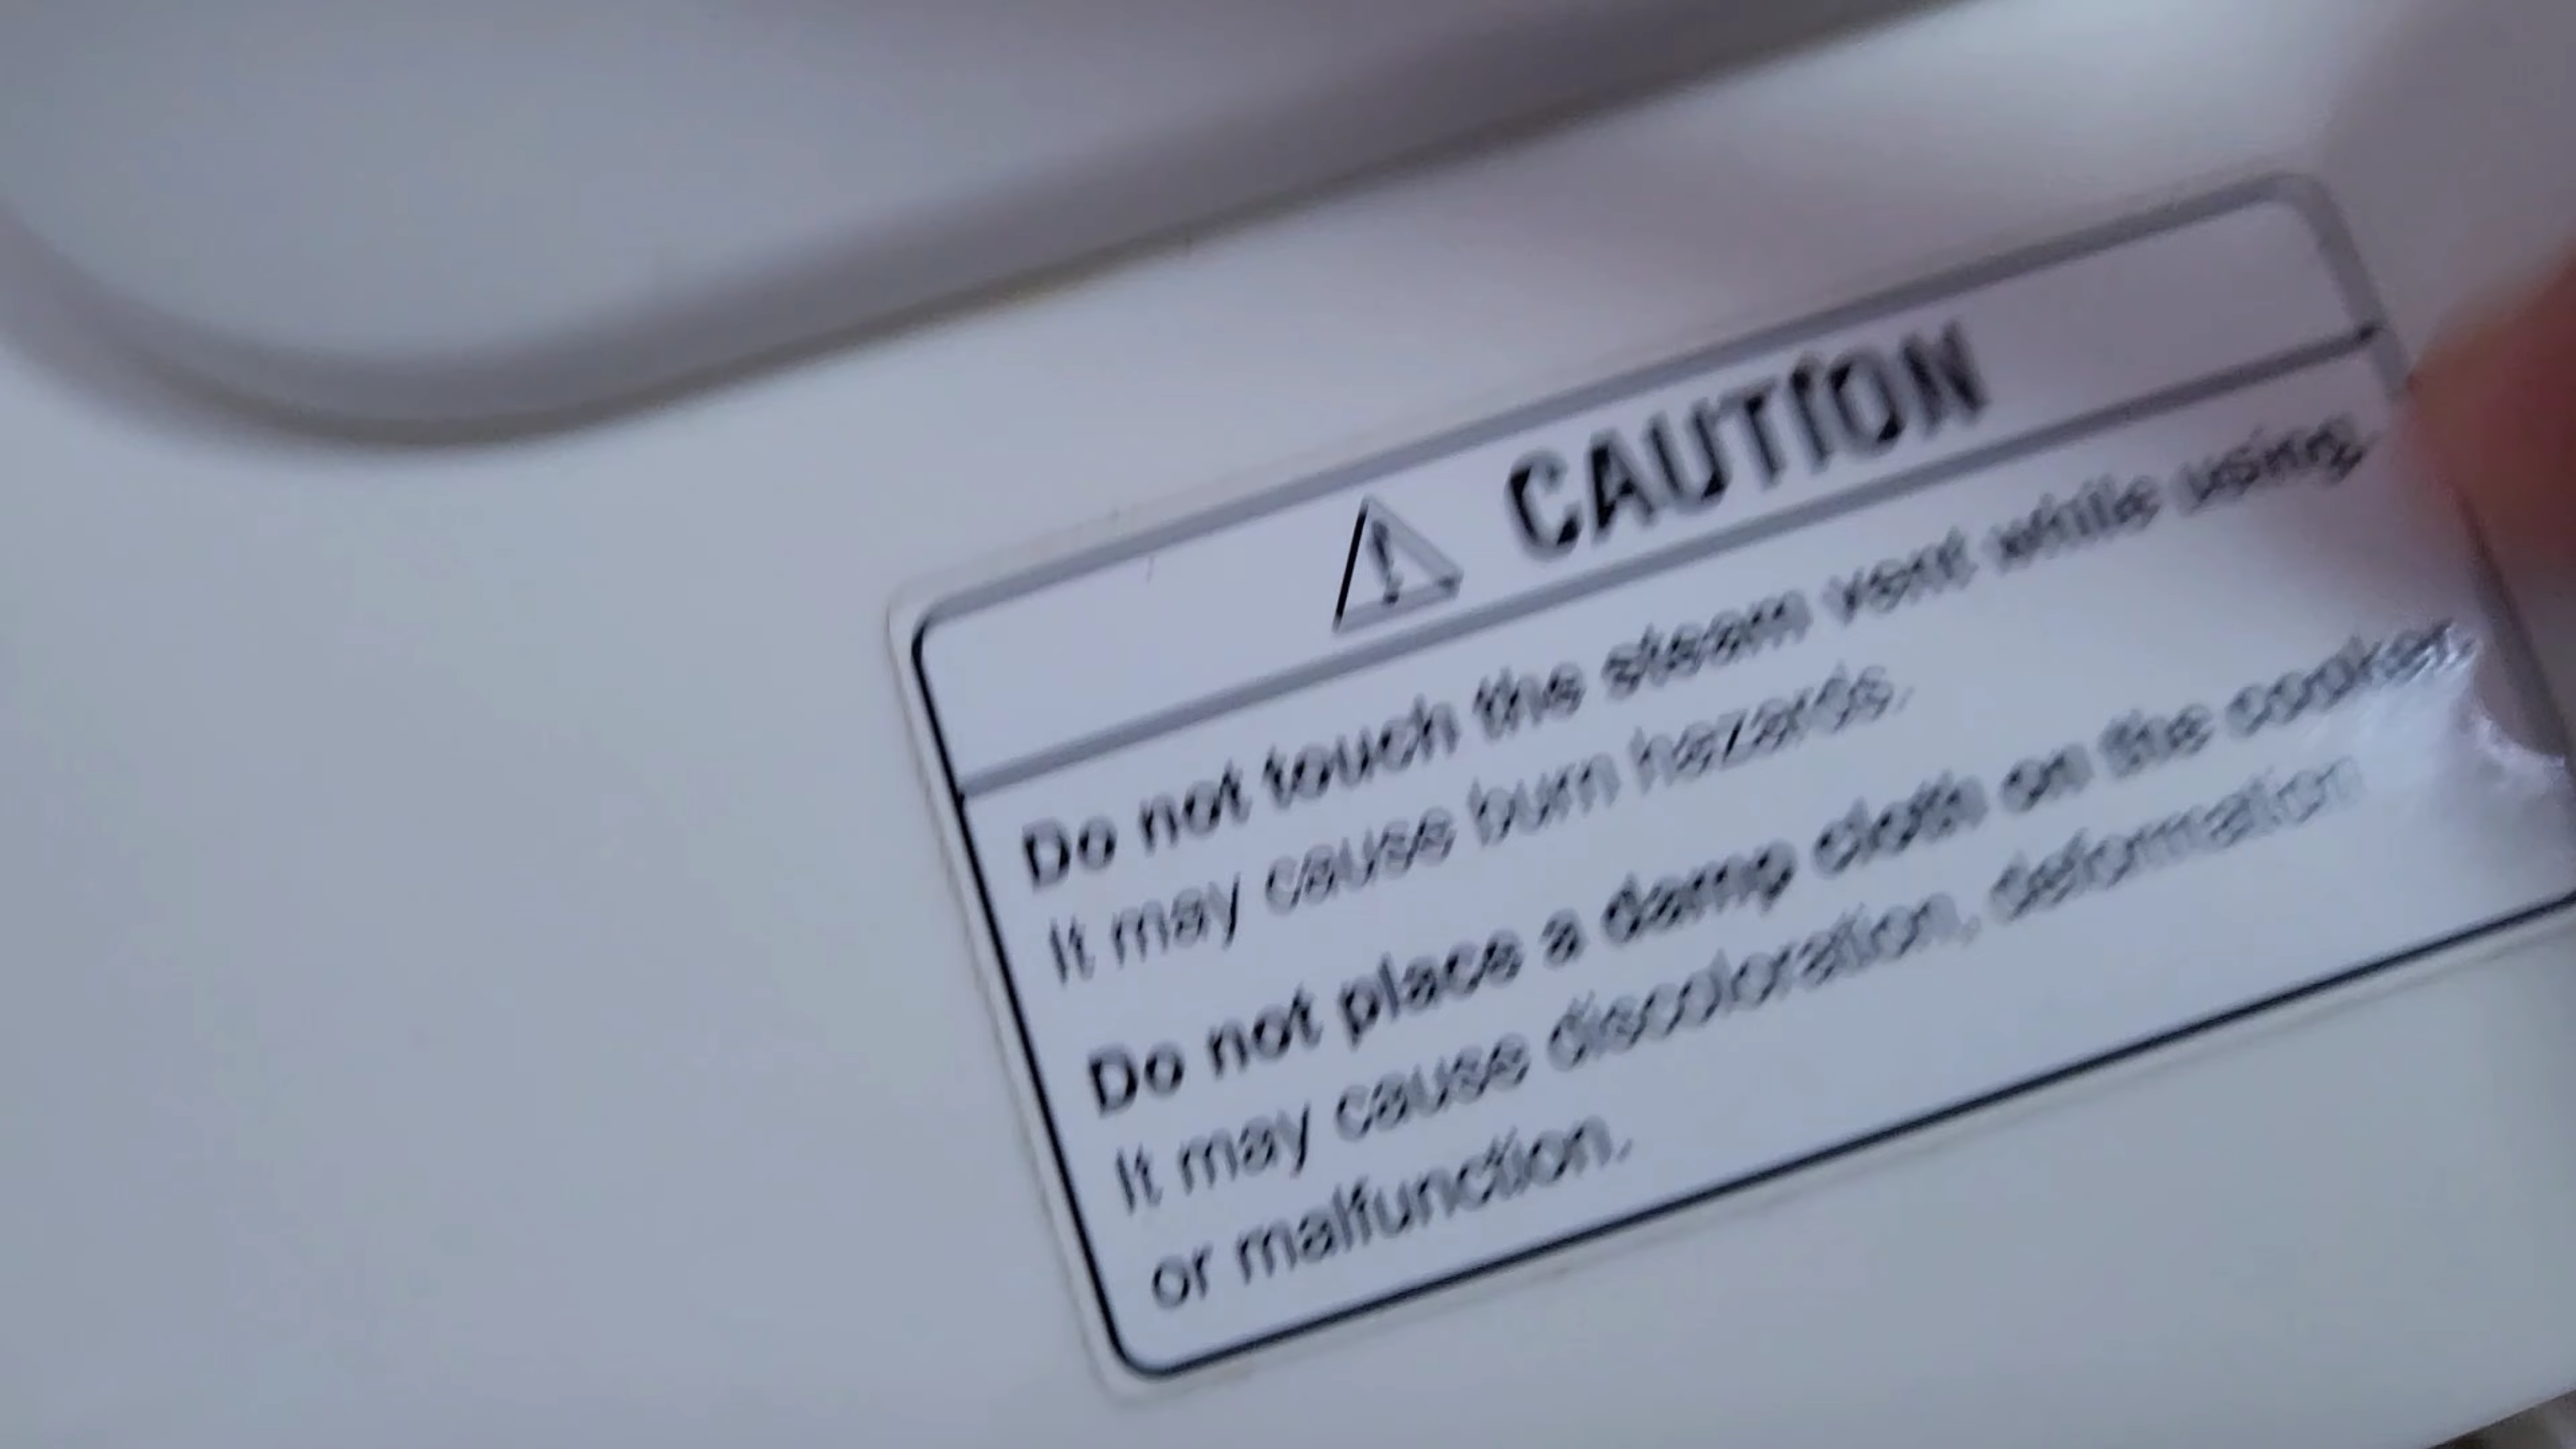 CAUTION
Do not touch the steam vent while using.
It may cause burn hazards.
Do not place a damp cloth on the cooker.
It may cause discoloration, deformation
or malfunction.